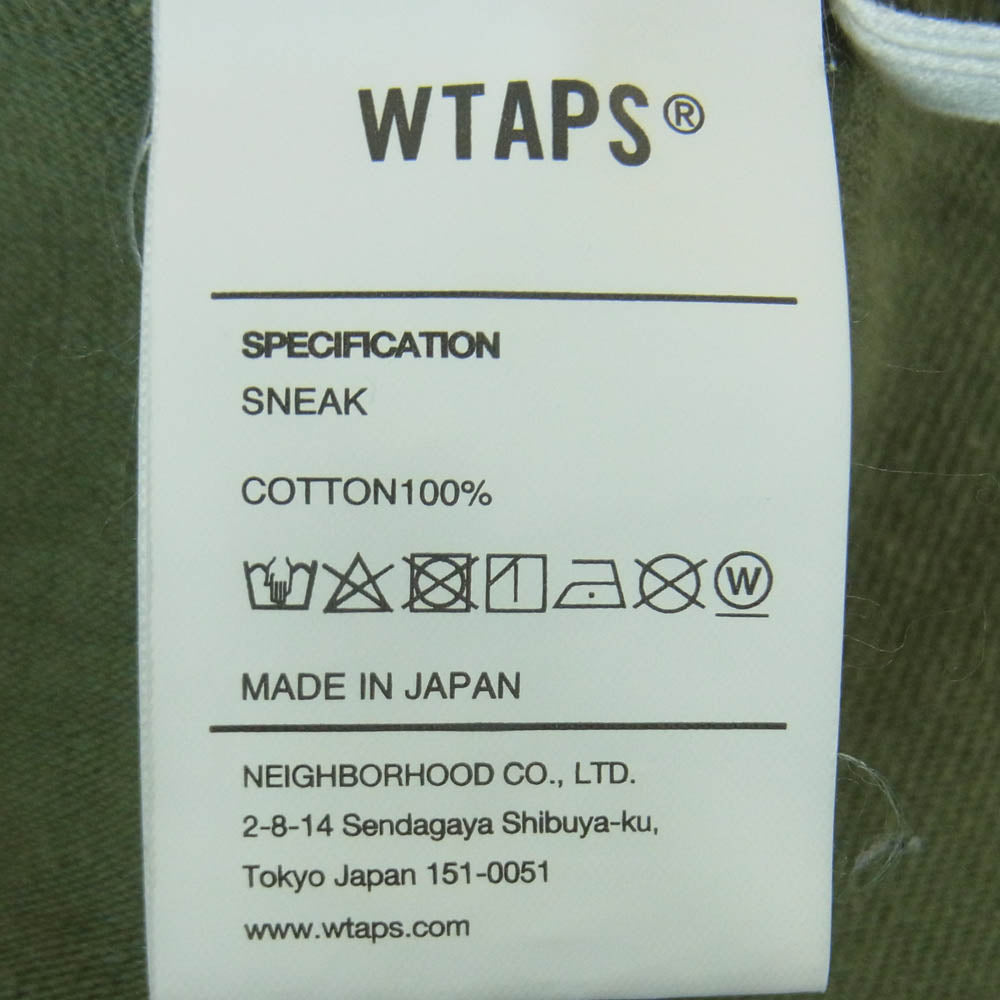 WTAPS®
SPECIFICATION
SNEAK
COTTON100%
W
MADE IN JAPAN
NEIGHBORHOOD CO., LTD.
2-8-14 Sendagaya Shibuya-ku,
Tokyo Japan 151-0051
www.wtaps.com